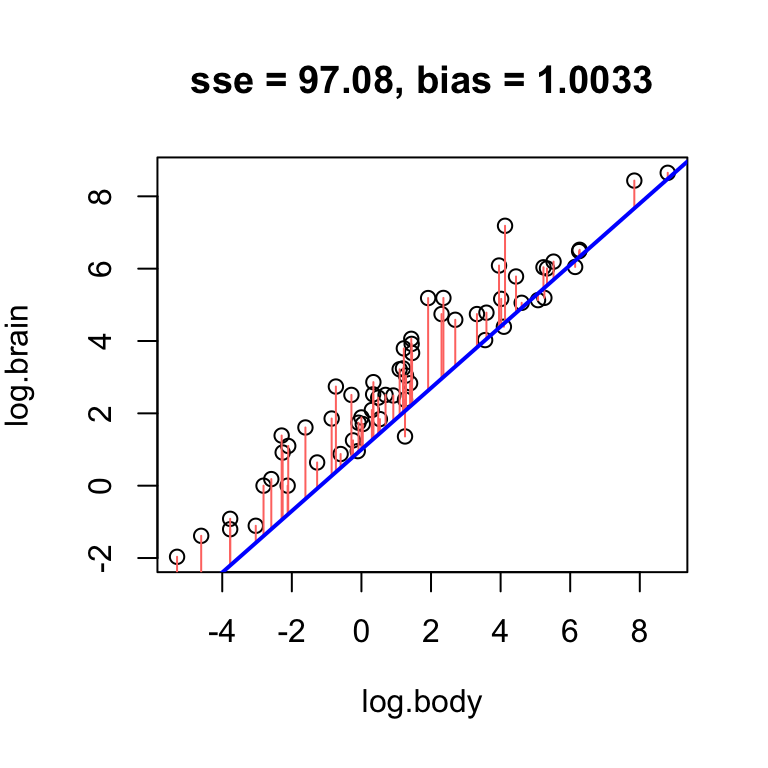 sse = 97.08, bias = 1.0033
log.brain
8
6
4
2
0
-2
-4 -2 0 2 4 6 8
log.body